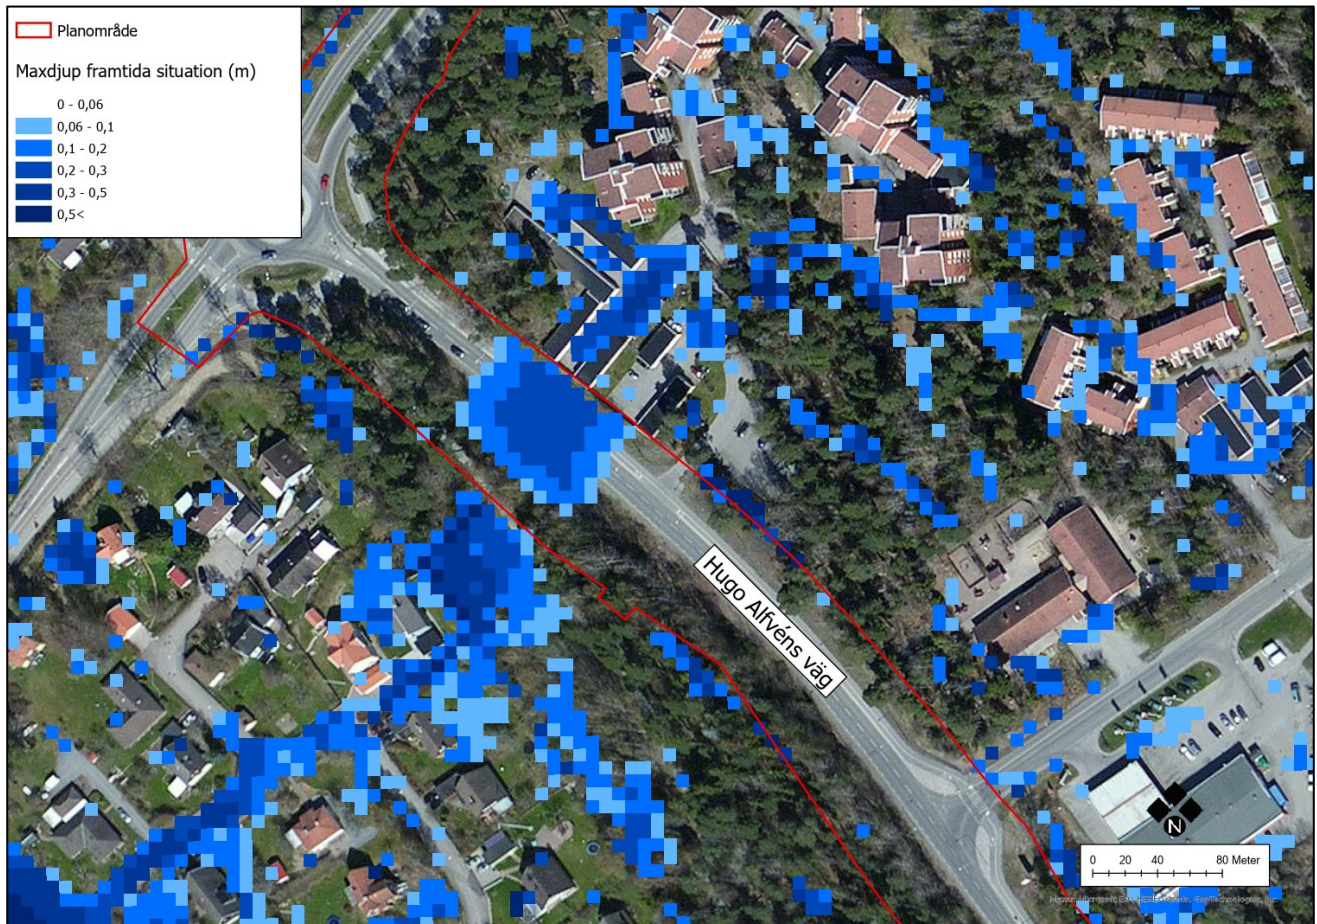 Planområde
Maxdjup framtida situation (m)
0 - 0,06
0,06 - 0,1
0,1 - 0,2
0,2 - 0,3
0,3 - 0,5
0,5<
Hugo Alfvéns väg
N
0 20 40 80 Meter